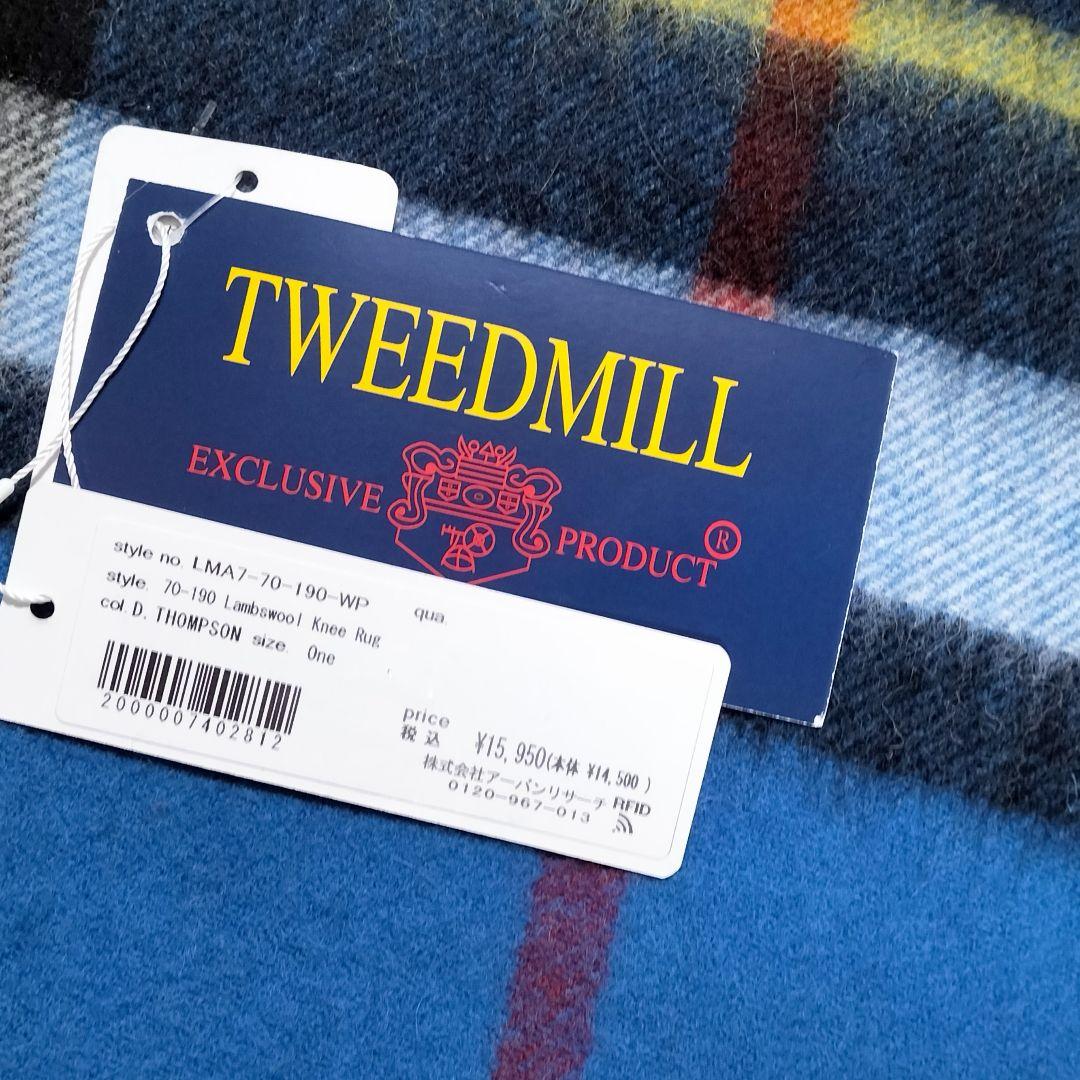 TWEEDMILL
EXCLUSIVE PRODUCT ®
style no. LMA7-70-190-WP qua.
style. 70-190 Lambswool Knee Rug
col. D. THOMPSON size. One
2000007402812
price
税込 ¥15,950(本体 ¥14,500 )
株式会社アーバンリサーチ RFID
0120-967-013